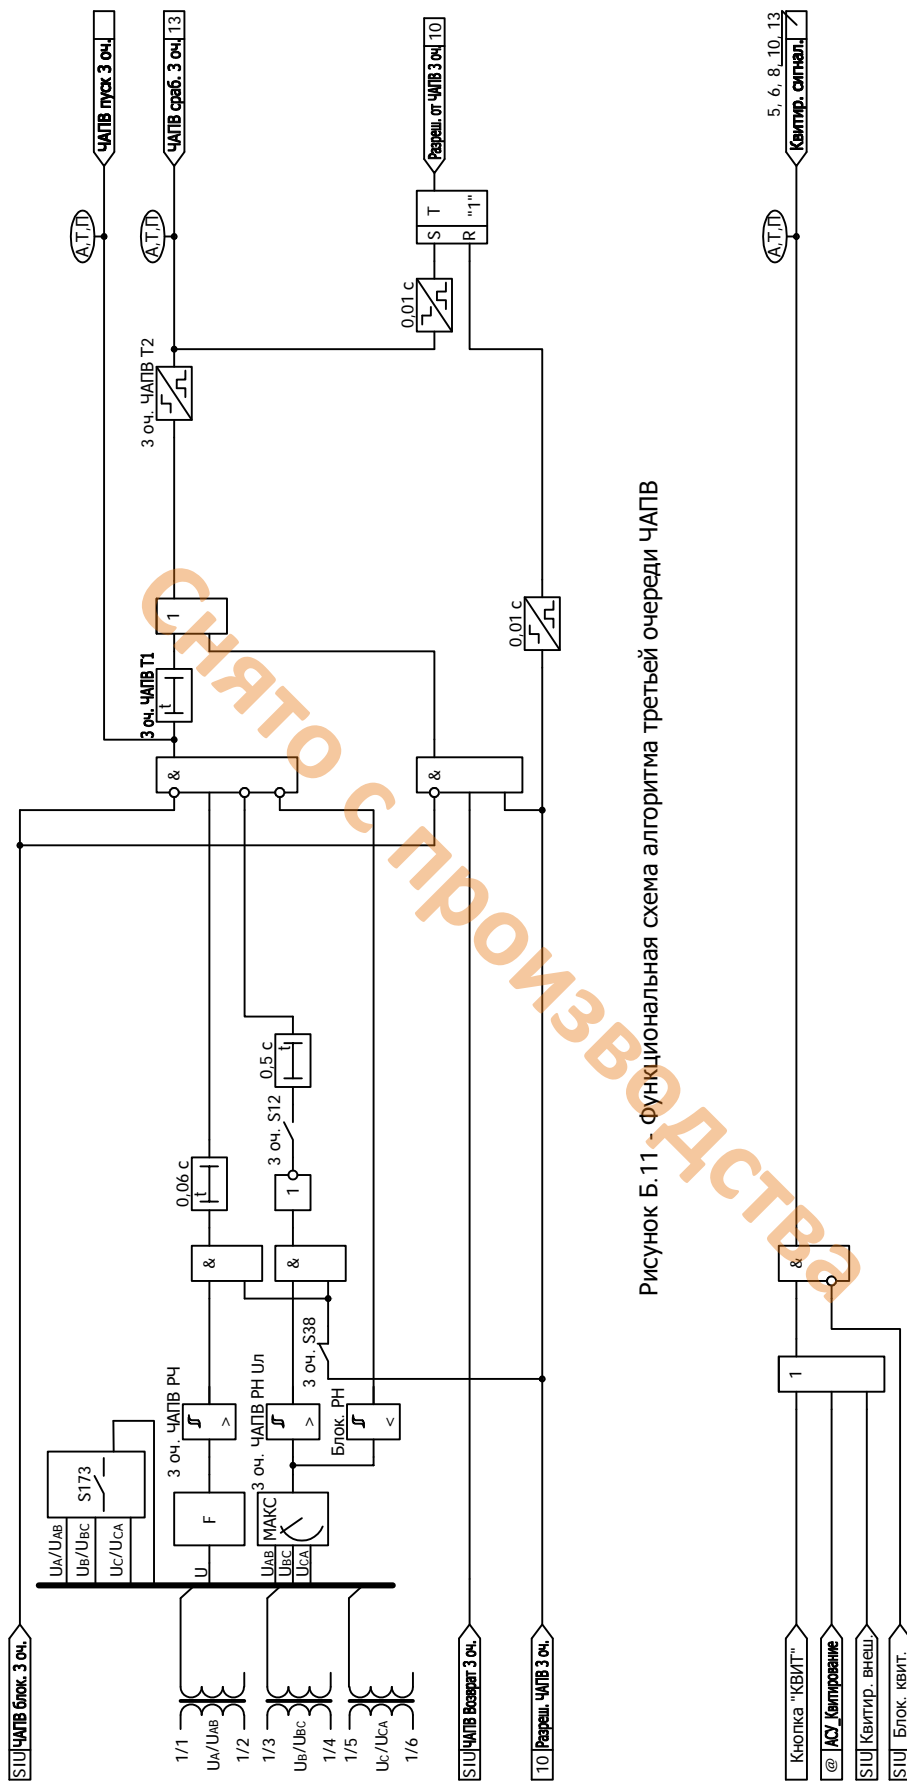 SIU ЧАПВ блок. 3 оч.
1/1
UA/UAB
1/2
1/3
UB/UBC
1/4
1/5
UC/UCA
1/6
SIU ЧАПВ Возврат 3 оч.
10 Разреш. ЧАПВ 3 оч.
UA/UAB
UB/UBC
UC/UCA
S173
U
F
UAB
UBC
UCA
МАКС
3 оч. ЧАПВ РЧ
>
3 оч. ЧАПВ РН Uл
>
Блок. РН
<
3 оч. S38
&
&
0,06 с
t
1
3 оч. S12
0,5 с
t
&
&
3 оч. ЧАПВ Т1
t
1
0,01 с
3 оч. ЧАПВ Т2
0,01 с
S T
R "1"
А,Т,П
А,Т,П
ЧАПВ пуск 3 оч.
ЧАПВ сраб. 3 оч. 13
Разреш. от ЧАПВ 3 оч. 10
Рисунок Б.11 - Функциональная схема алгоритма третьей очереди ЧАПВ
Кнопка "КВИТ"
@ АСУ_Квитирование
SIU Квитир. внеш.
SIU Блок. квит.
1
&
А,Т,П
5, 6, 8, 10, 13
Квитир. сигнал.
Снято с производства